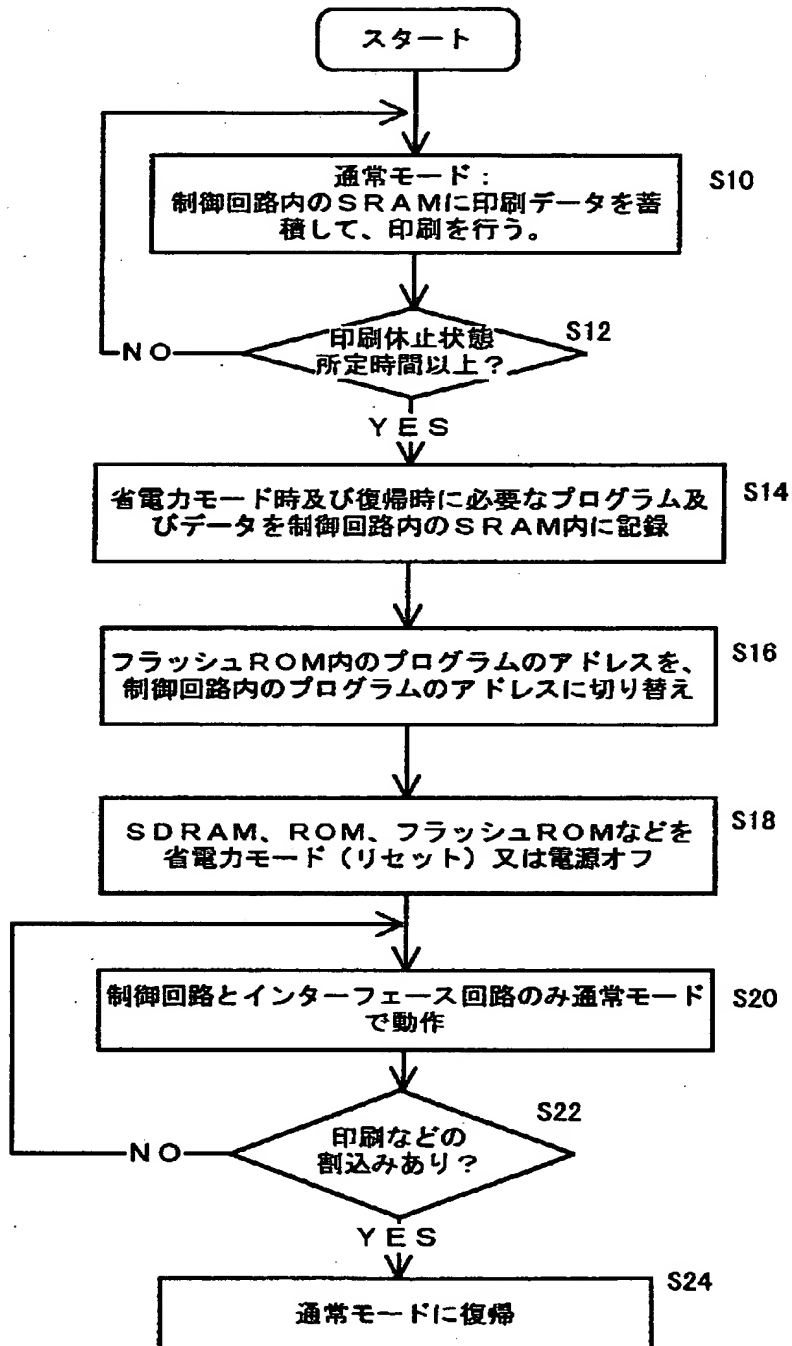 スタート
通常モード：
制御回路内のＳＲＡＭに印刷データを蓄
積して、印刷を行う。
S10
印刷休止状態
所定時間以上？
S12
ＮＯ
ＹＥＳ
省電力モード時及び復帰時に必要なプログラム及
びデータを制御回路内のＳＲＡＭ内に記録
S14
フラッシュＲＯＭ内のプログラムのアドレスを、
制御回路内のプログラムのアドレスに切り替え
S16
ＳＤＲＡＭ、ＲＯＭ、フラッシュＲＯＭなどを
省電力モード（リセット）又は電源オフ
S18
制御回路とインターフェース回路のみ通常モード
で動作
S20
印刷などの
割込みあり？
S22
ＮＯ
ＹＥＳ
通常モードに復帰
S24